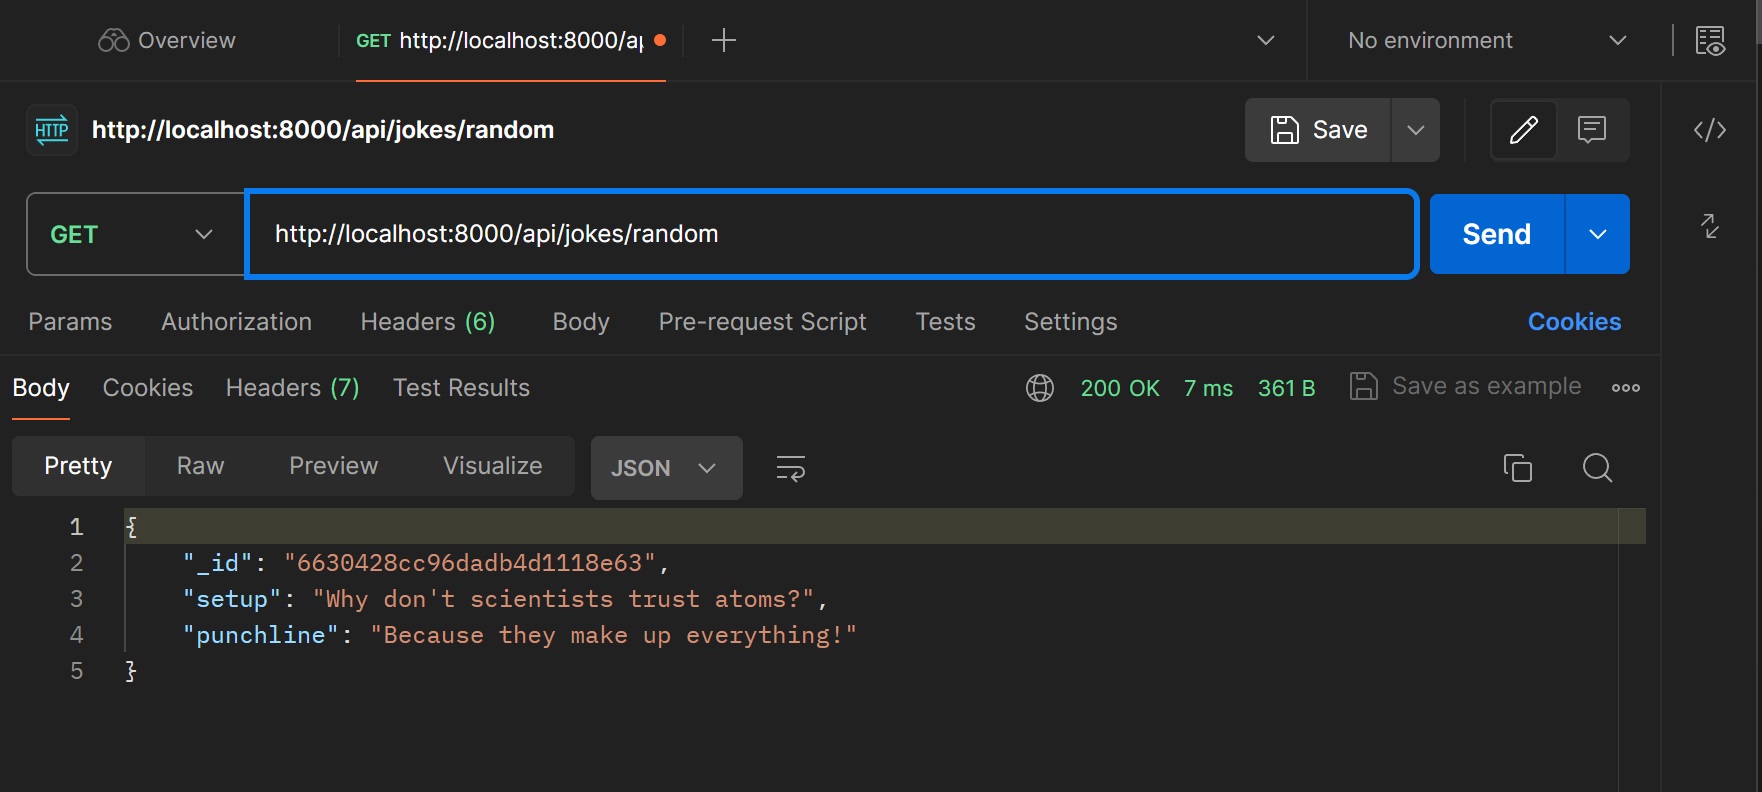 Overview
GET http://localhost:8000/ap
No environment
HTTP http://localhost:8000/api/jokes/random
Save
GET http://localhost:8000/api/jokes/random Send
Params Authorization Headers (6) Body Pre-request Script Tests Settings Cookies
Body Cookies Headers (7) Test Results 200 OK 7 ms 361 B Save as example
Pretty Raw Preview Visualize JSON
1 {
2 "_id": "6630428cc96dadb4d1118e63",
3 "setup": "Why don't scientists trust atoms?",
4 "punchline": "Because they make up everything!"
5 }